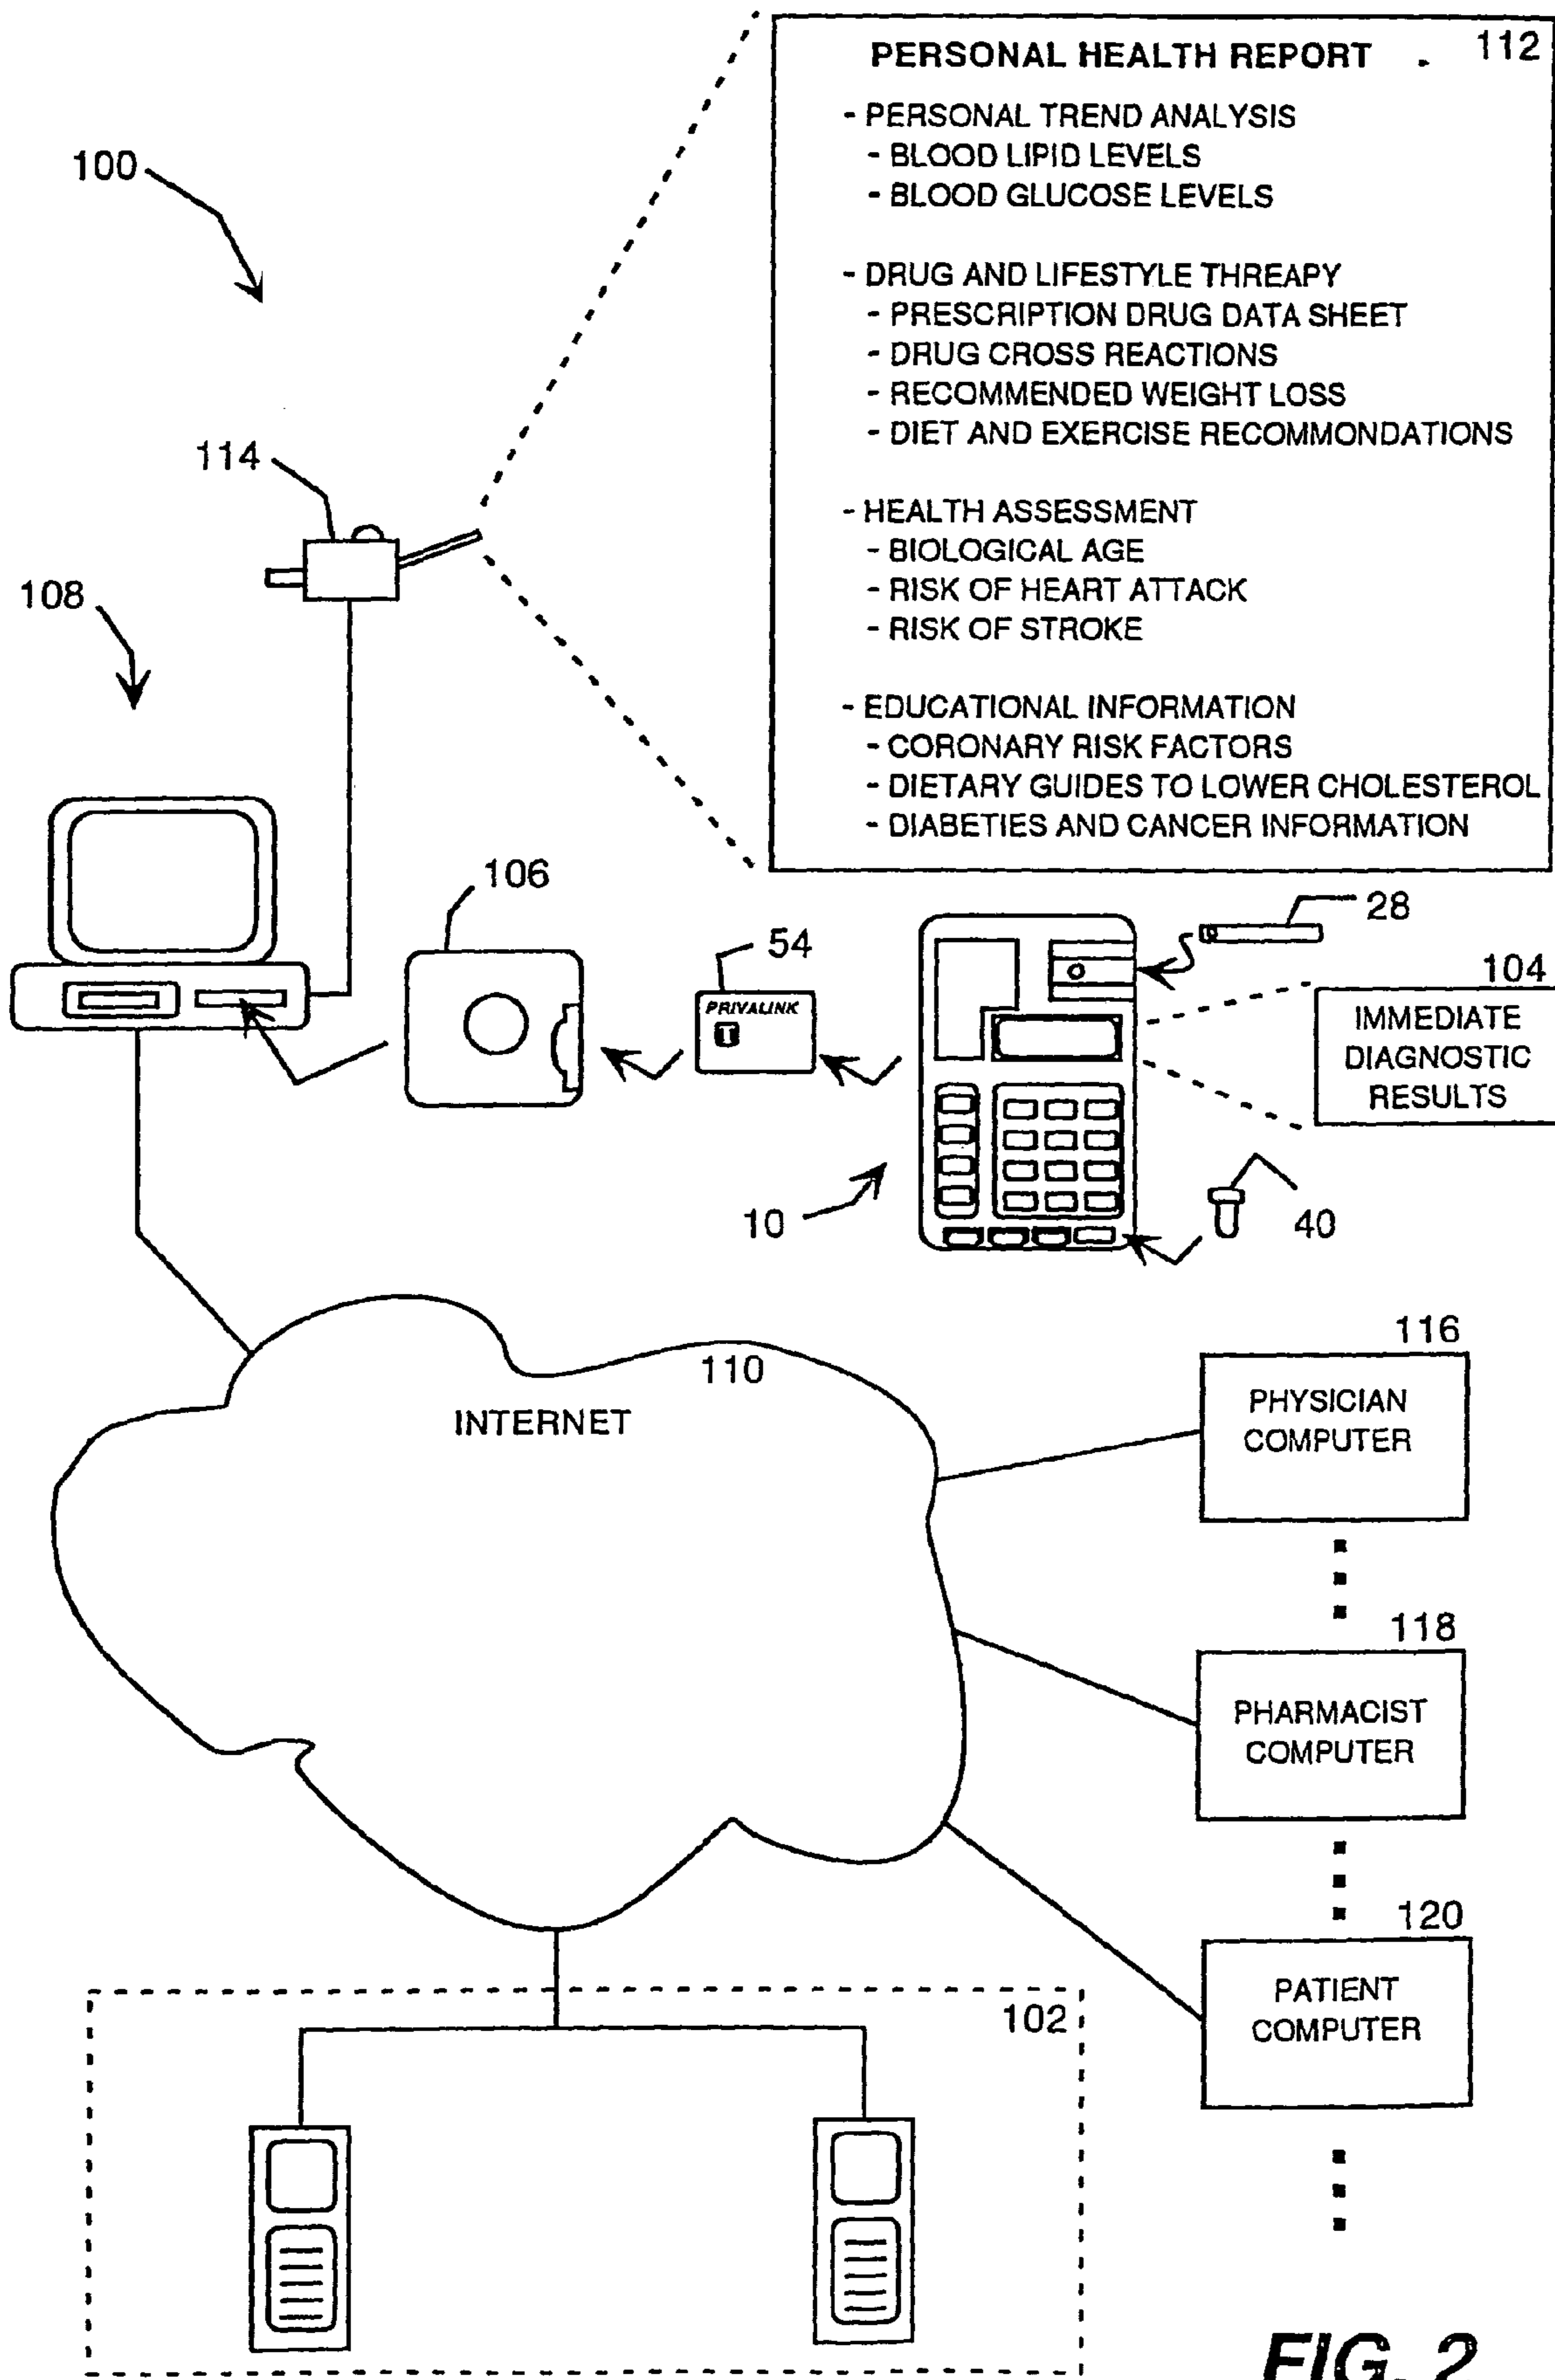 PERSONAL HEALTH REPORT
112
- PERSONAL TREND ANALYSIS
- BLOOD LIPID LEVELS
- BLOOD GLUCOSE LEVELS
- DRUG AND LIFESTYLE THREAPY
- PRESCRIPTION DRUG DATA SHEET
- DRUG CROSS REACTIONS
- RECOMMENDED WEIGHT LOSS
- DIET AND EXERCISE RECOMMONDATIONS
- HEALTH ASSESSMENT
- BIOLOGICAL AGE
- RISK OF HEART ATTACK
- RISK OF STROKE
- EDUCATIONAL INFORMATION
- CORONARY RISK FACTORS
- DIETARY GUIDES TO LOWER CHOLESTEROL
- DIABETIES AND CANCER INFORMATION
100
114
108
106
54
PRIVALINK
T
28
104
IMMEDIATE
DIAGNOSTIC
RESULTS
10
40
110
INTERNET
116
PHYSICIAN
COMPUTER
118
PHARMACIST
COMPUTER
120
PATIENT
COMPUTER
102
FIG. 2